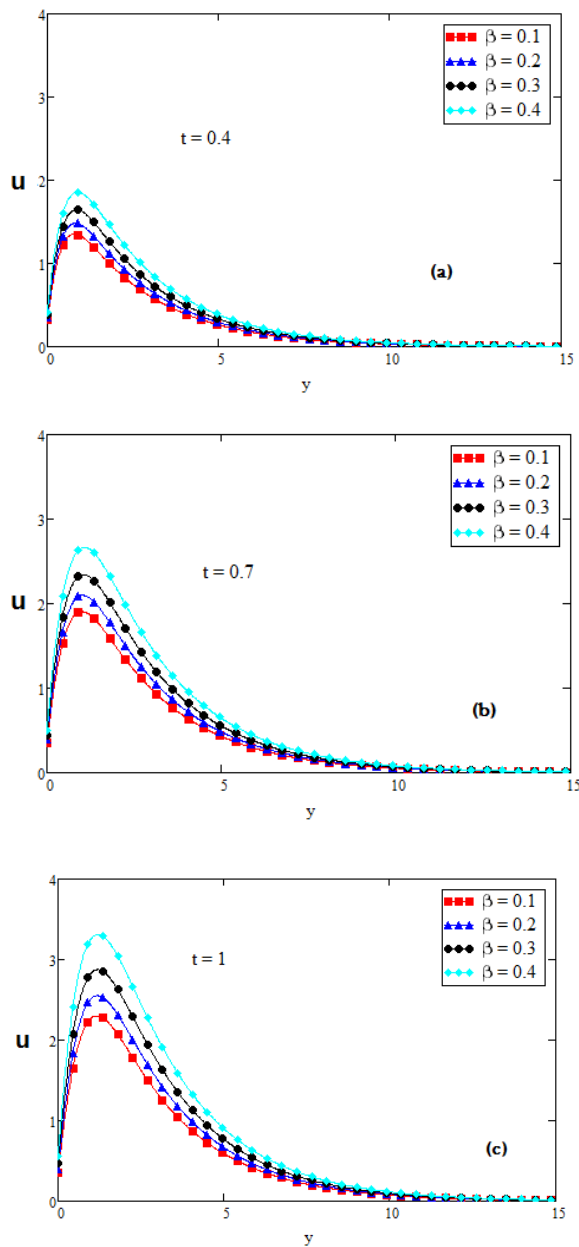 4
β = 0.1
β = 0.2
3
β = 0.3
β = 0.4
t = 0.4
u
2
1
(a)
0
0
5
10
15
y
4
β = 0.1
β = 0.2
β = 0.3
3
β = 0.4
t = 0.7
u
2
1
(b)
0
0
5
10
15
y
4
β = 0.1
β = 0.2
β = 0.3
β = 0.4
3
t = 1
u
2
1
(c)
0
0
5
10
15
y